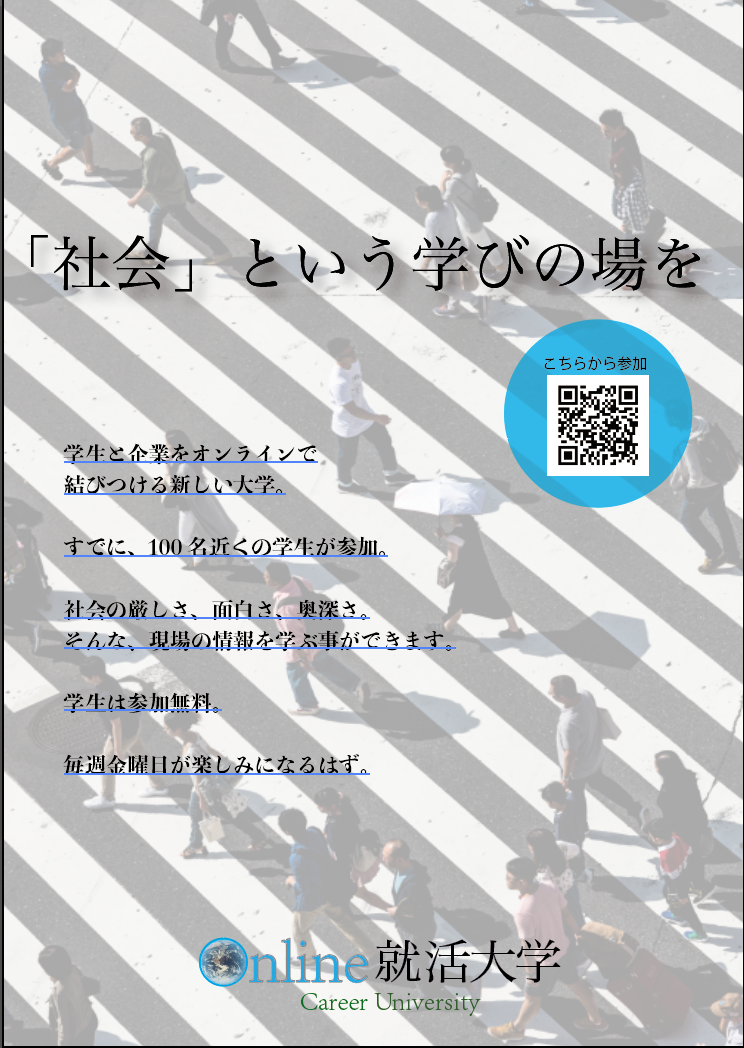 「社会」という学びの場を
こちらから参加
学生と企業をオンラインで
結びつける新しい大学。
すでに、100 名近くの学生が参加。
社会の厳しさ、面白さ、奥深さ。
そんな、現場の情報を学ぶ事ができます。
学生は参加無料。
毎週金曜日が楽しみになるはず。
Online就活大学
Career University